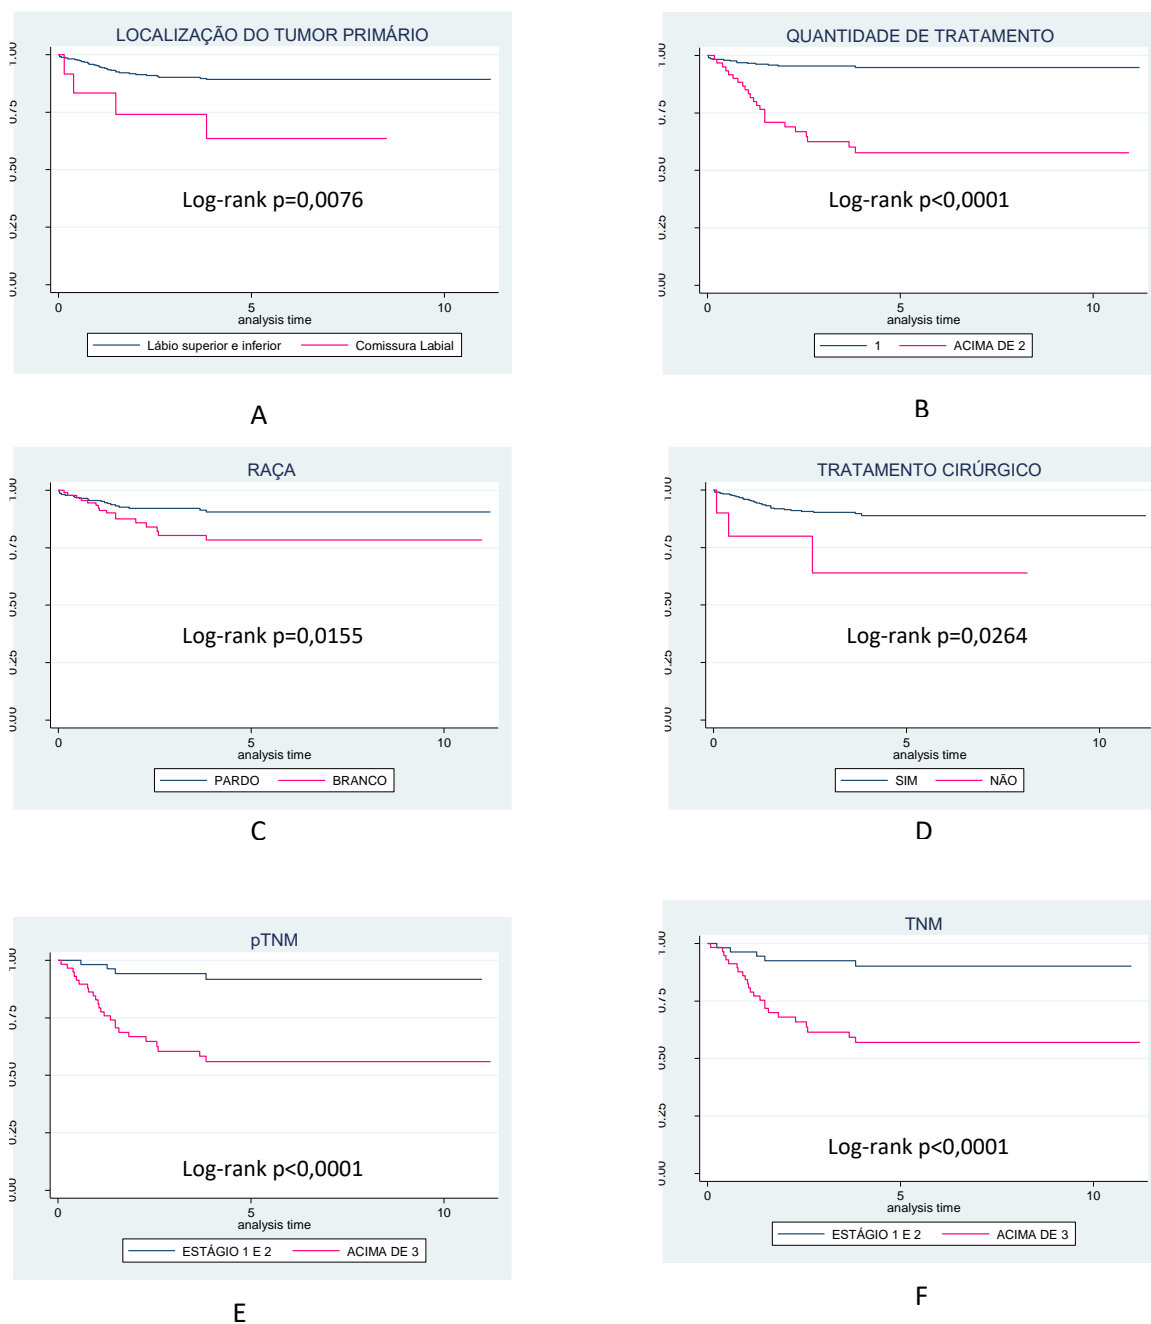 LOCALIZAÇÃO DO TUMOR PRIMÁRIO
1.00
0.75
0.50
0.25
0.00
Log-rank p=0,0076
0 5 10
analysis time
Lábio superior e inferior Comissura Labial
A
QUANTIDADE DE TRATAMENTO
1.00
0.75
0.50
0.25
0.00
Log-rank p<0,0001
0 5 10
analysis time
1 ACIMA DE 2
B
RAÇA
1.00
0.75
0.50
0.25
0.00
Log-rank p=0,0155
0 5 10
analysis time
PARDO BRANCO
C
TRATAMENTO CIRÚRGICO
1.00
0.75
0.50
0.25
0.00
Log-rank p=0,0264
0 5 10
analysis time
SIM NÃO
D
pTNM
1.00
0.75
0.50
0.25
0.00
Log-rank p<0,0001
0 5 10
analysis time
ESTÁGIO 1 E 2 ACIMA DE 3
E
TNM
1.00
0.75
0.50
0.25
0.00
Log-rank p<0,0001
0 5 10
analysis time
ESTÁGIO 1 E 2 ACIMA DE 3
F